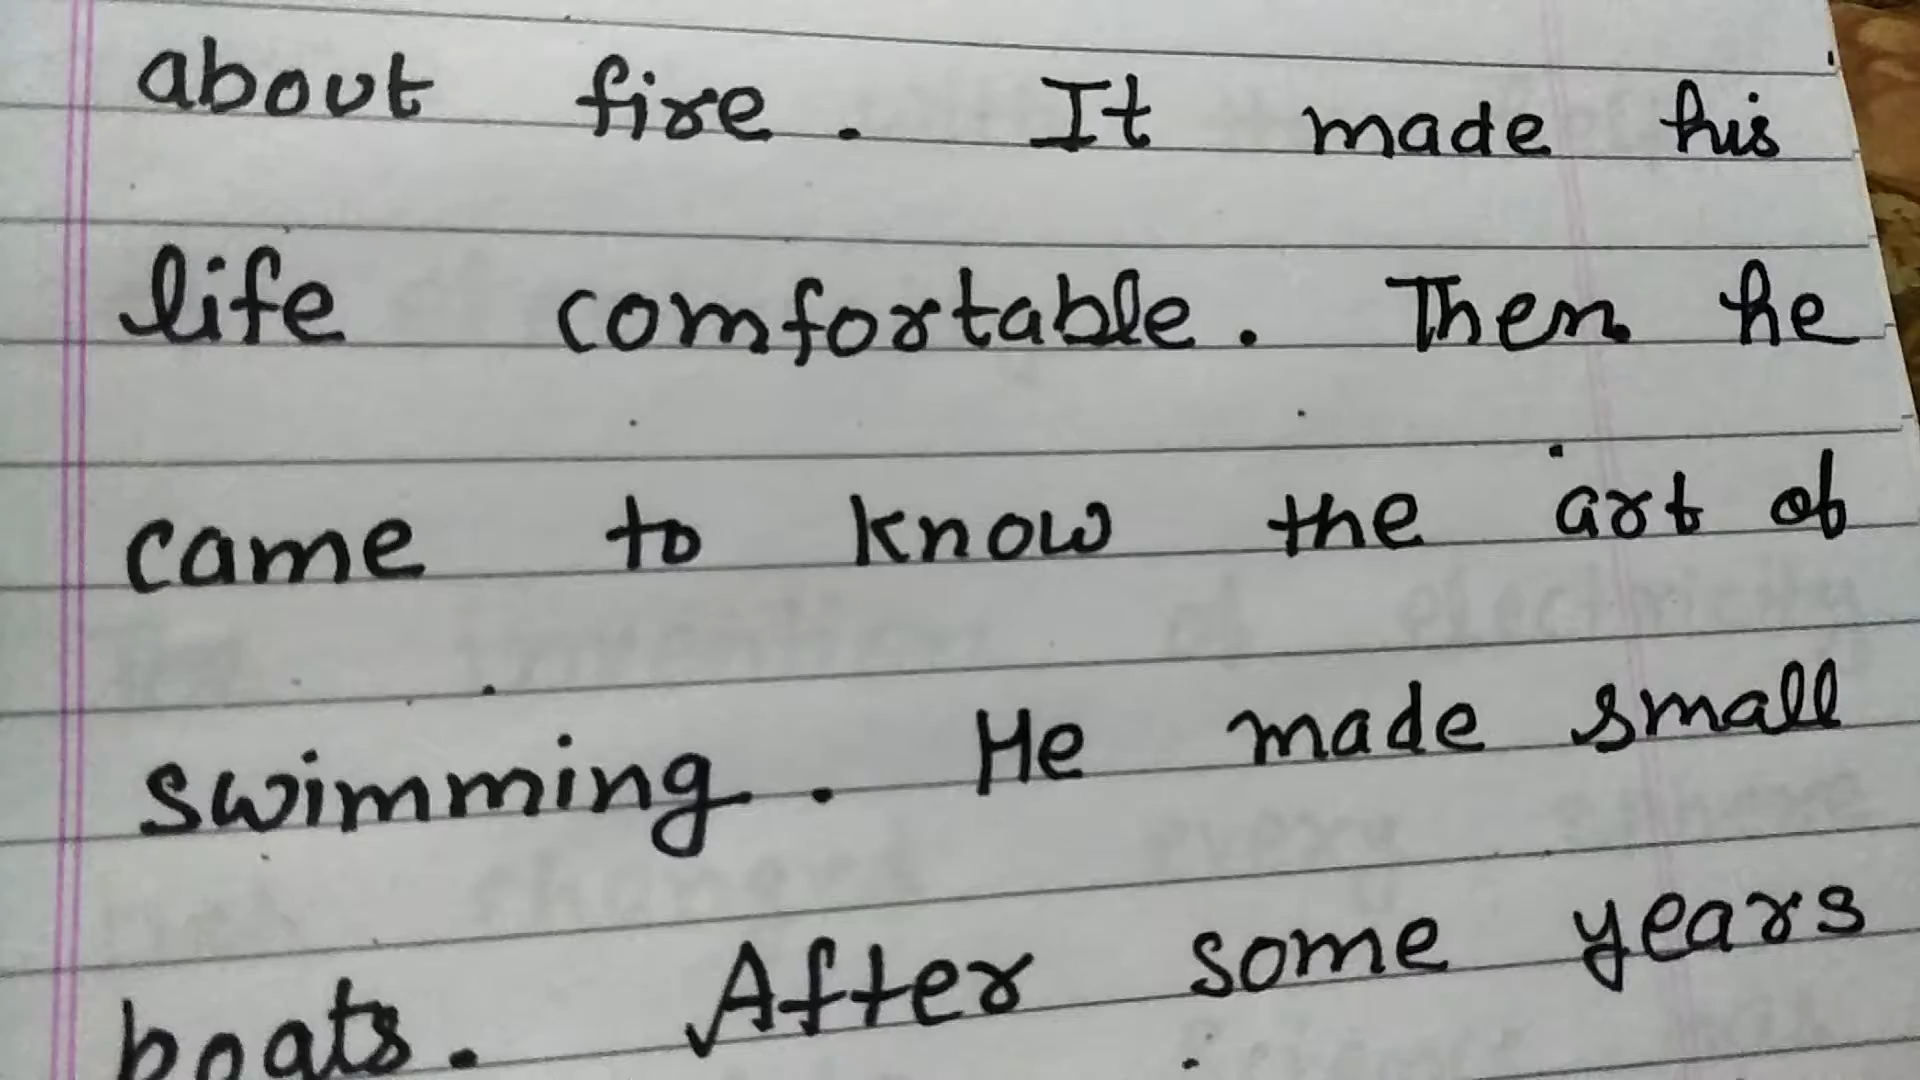 about fire. It made his
life comfortable. Then he
came to know the art of
swimming. He made small
boats. After some years